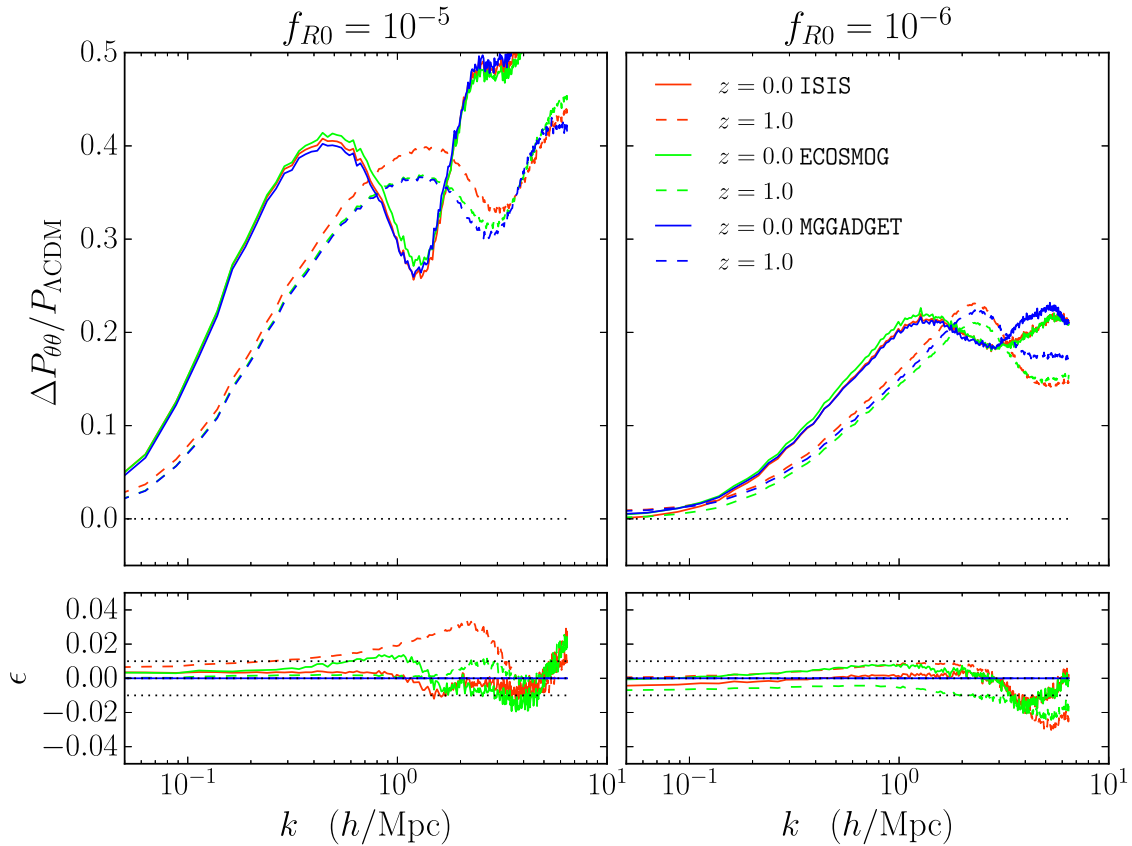 f_{R0} = 10^{-5}
f_{R0} = 10^{-6}
ΔP_{θθ}/P_{ΛCDM}
0.5
0.4
0.3
0.2
0.1
0.0
z = 0.0 ISIS
z = 1.0
z = 0.0 ECOSMOG
z = 1.0
z = 0.0 MGGADGET
z = 1.0
ϵ
0.04
0.02
0.00
−0.02
−0.04
10^{-1} 10^{0} 10^{1}
10^{-1} 10^{0} 10^{1}
k (h/Mpc)
k (h/Mpc)